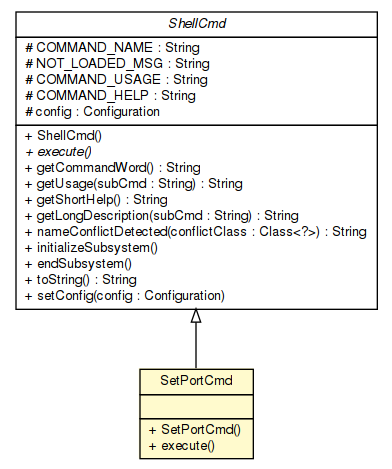 ShellCmd
# COMMAND_NAME : String
# NOT_LOADED_MSG : String
# COMMAND_USAGE : String
# COMMAND_HELP : String
# config : Configuration
+ ShellCmd()
+ execute()
+ getCommandWord() : String
+ getUsage(subCmd : String) : String
+ getShortHelp() : String
+ getLongDescription(subCmd : String) : String
+ nameConflictDetected(conflictClass : Class<?>) : String
+ initializeSubsystem()
+ endSubsystem()
+ toString() : String
+ setConfig(config : Configuration)
SetPortCmd
+ SetPortCmd()
+ execute()